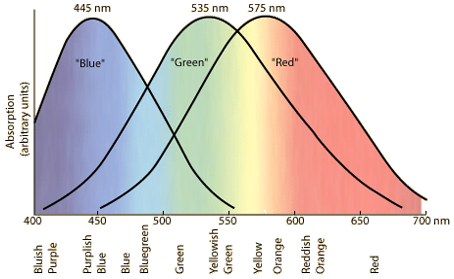 445 nm
535 nm
575 nm
"Blue"
"Green"
"Red"
Absorption
(arbitrary units)
400
450
500
550
600
650
700 nm
Bluish
Purple
Purplish
Blue
Blue
Bluegreen
Green
Yellowish
Green
Yellow
Orange
Reddish
Orange
Red